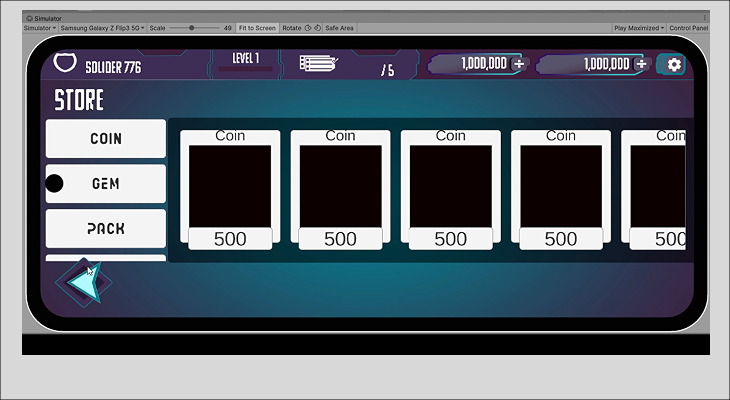 Simulator
Simulator Samsung Galaxy Z Flip3 5G Scale 49 Fit to Screen Rotate Safe Area Play Maximized Control Panel
SOLIDER 776 LEVEL 1 /5 1,000,000 + 1,000,000 +
STORE
COIN
GEM
PACK
Coin Coin Coin Coin Coin
500 500 500 500 500